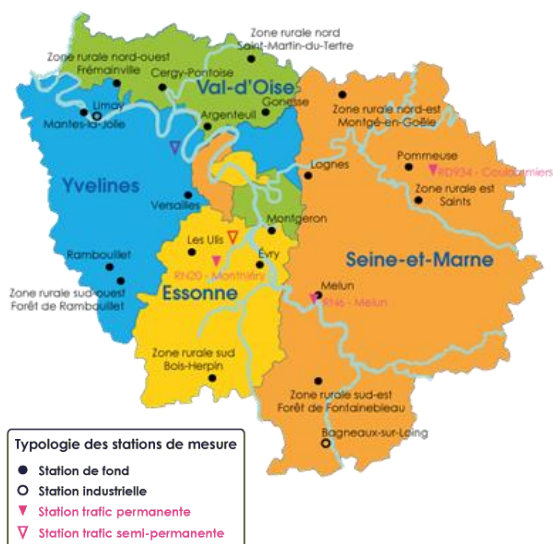 Zone rurale nord
Saint-Martin-du-Tertre
Zone rurale nord-ouest
Frémainville
Cergy-Pontoise
Val-d'Oise
Gonesse
Limay
Mantes-la-Jolie
Argenteuil
Zone rurale nord-est
Montgé-en-Goële
Lognes
Pommeuse
RD934 - Coulommiers
Zone rurale est
Saints
Yvelines
Versailles
Montgeron
Les Ulis
Évry
RN20 - Montlhéry
Essonne
Seine-et-Marne
Rambouillet
Zone rurale sud-ouest
Forêt de Rambouillet
Melun
RN6 - Melun
Zone rurale sud
Bois-Herpin
Zone rurale sud-est
Forêt de Fontainebleau
Bagneaux-sur-Loing
Typologie des stations de mesure
Station de fond
Station industrielle
Station trafic permanente
Station trafic semi-permanente